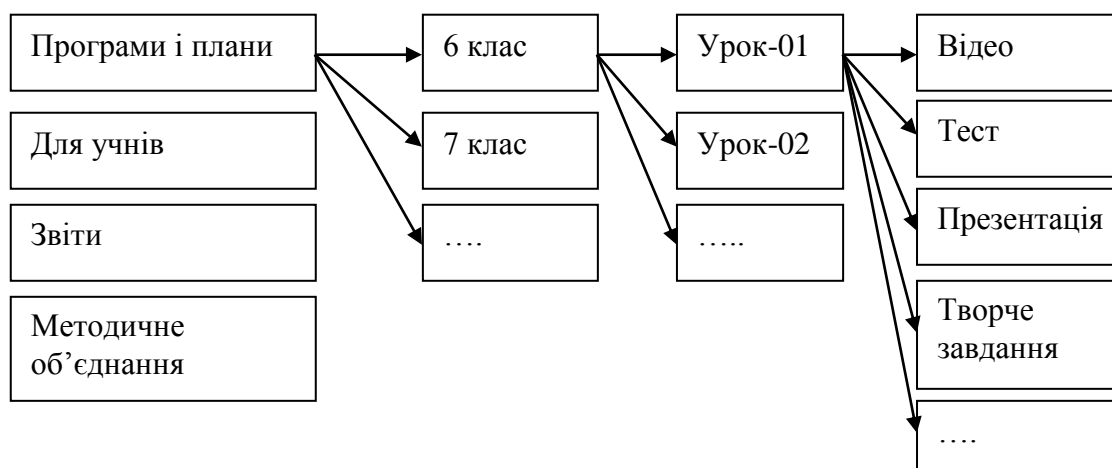 Програми і плани
Для учнів
Звіти
Методичне
об’єднання
6 клас
7 клас
….
Урок-01
Урок-02
…..
Відео
Тест
Презентація
Творче
завдання
….